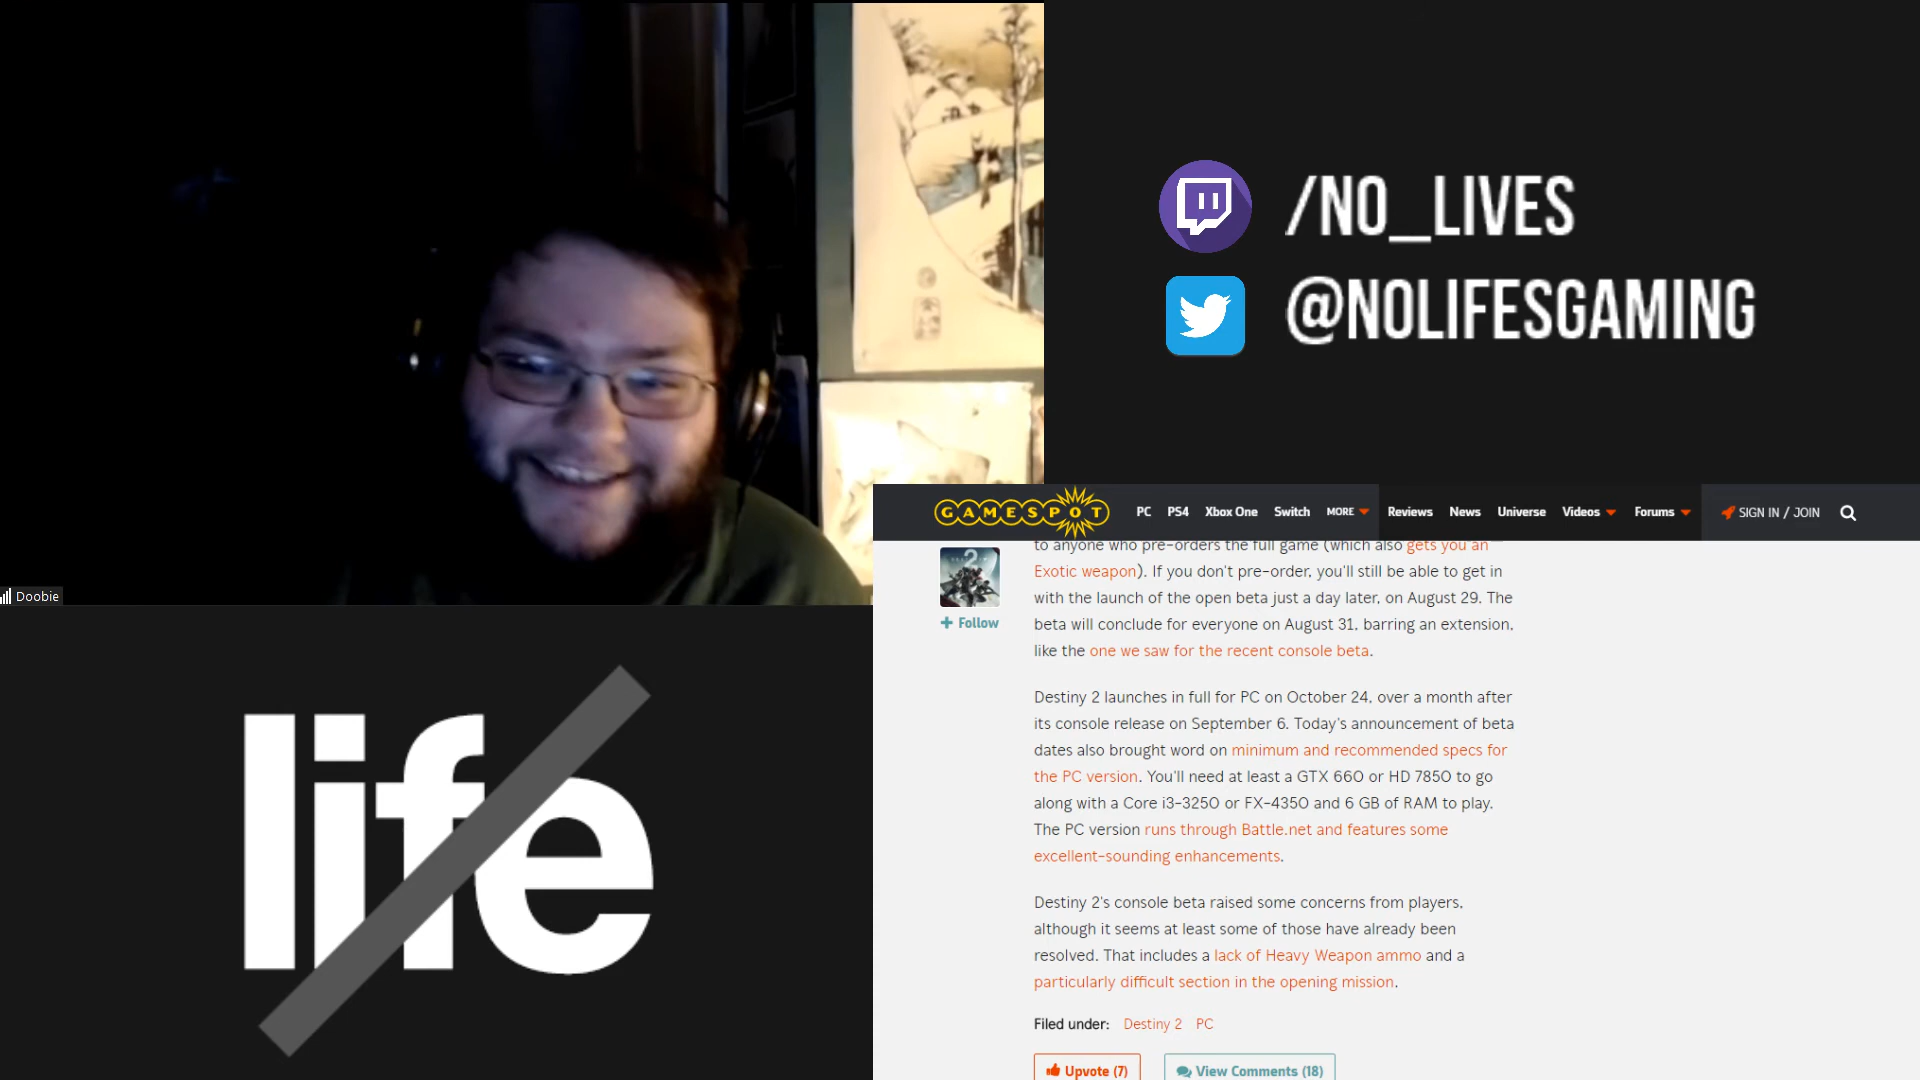 /NO_LIVES
@NOLIFESGAMING
Doobie
life
GAMESPOT
PC PS4 Xbox One Switch MORE Reviews News Universe Videos Forums SIGN IN / JOIN
2
+ Follow
to anyone who pre-orders the full game (which also gets you an
Exotic weapon). If you don't pre-order, you'll still be able to get in
with the launch of the open beta just a day later, on August 29. The
beta will conclude for everyone on August 31, barring an extension,
like the one we saw for the recent console beta.
Destiny 2 launches in full for PC on October 24, over a month after
its console release on September 6. Today's announcement of beta
dates also brought word on minimum and recommended specs for
the PC version. You'll need at least a GTX 660 or HD 7850 to go
along with a Core i3-3250 or FX-4350 and 6 GB of RAM to play.
The PC version runs through Battle.net and features some
excellent-sounding enhancements.
Destiny 2's console beta raised some concerns from players,
although it seems at least some of those have already been
resolved. That includes a lack of Heavy Weapon ammo and a
particularly difficult section in the opening mission.
Filed under: Destiny 2 PC
Upvote (7) View Comments (18)